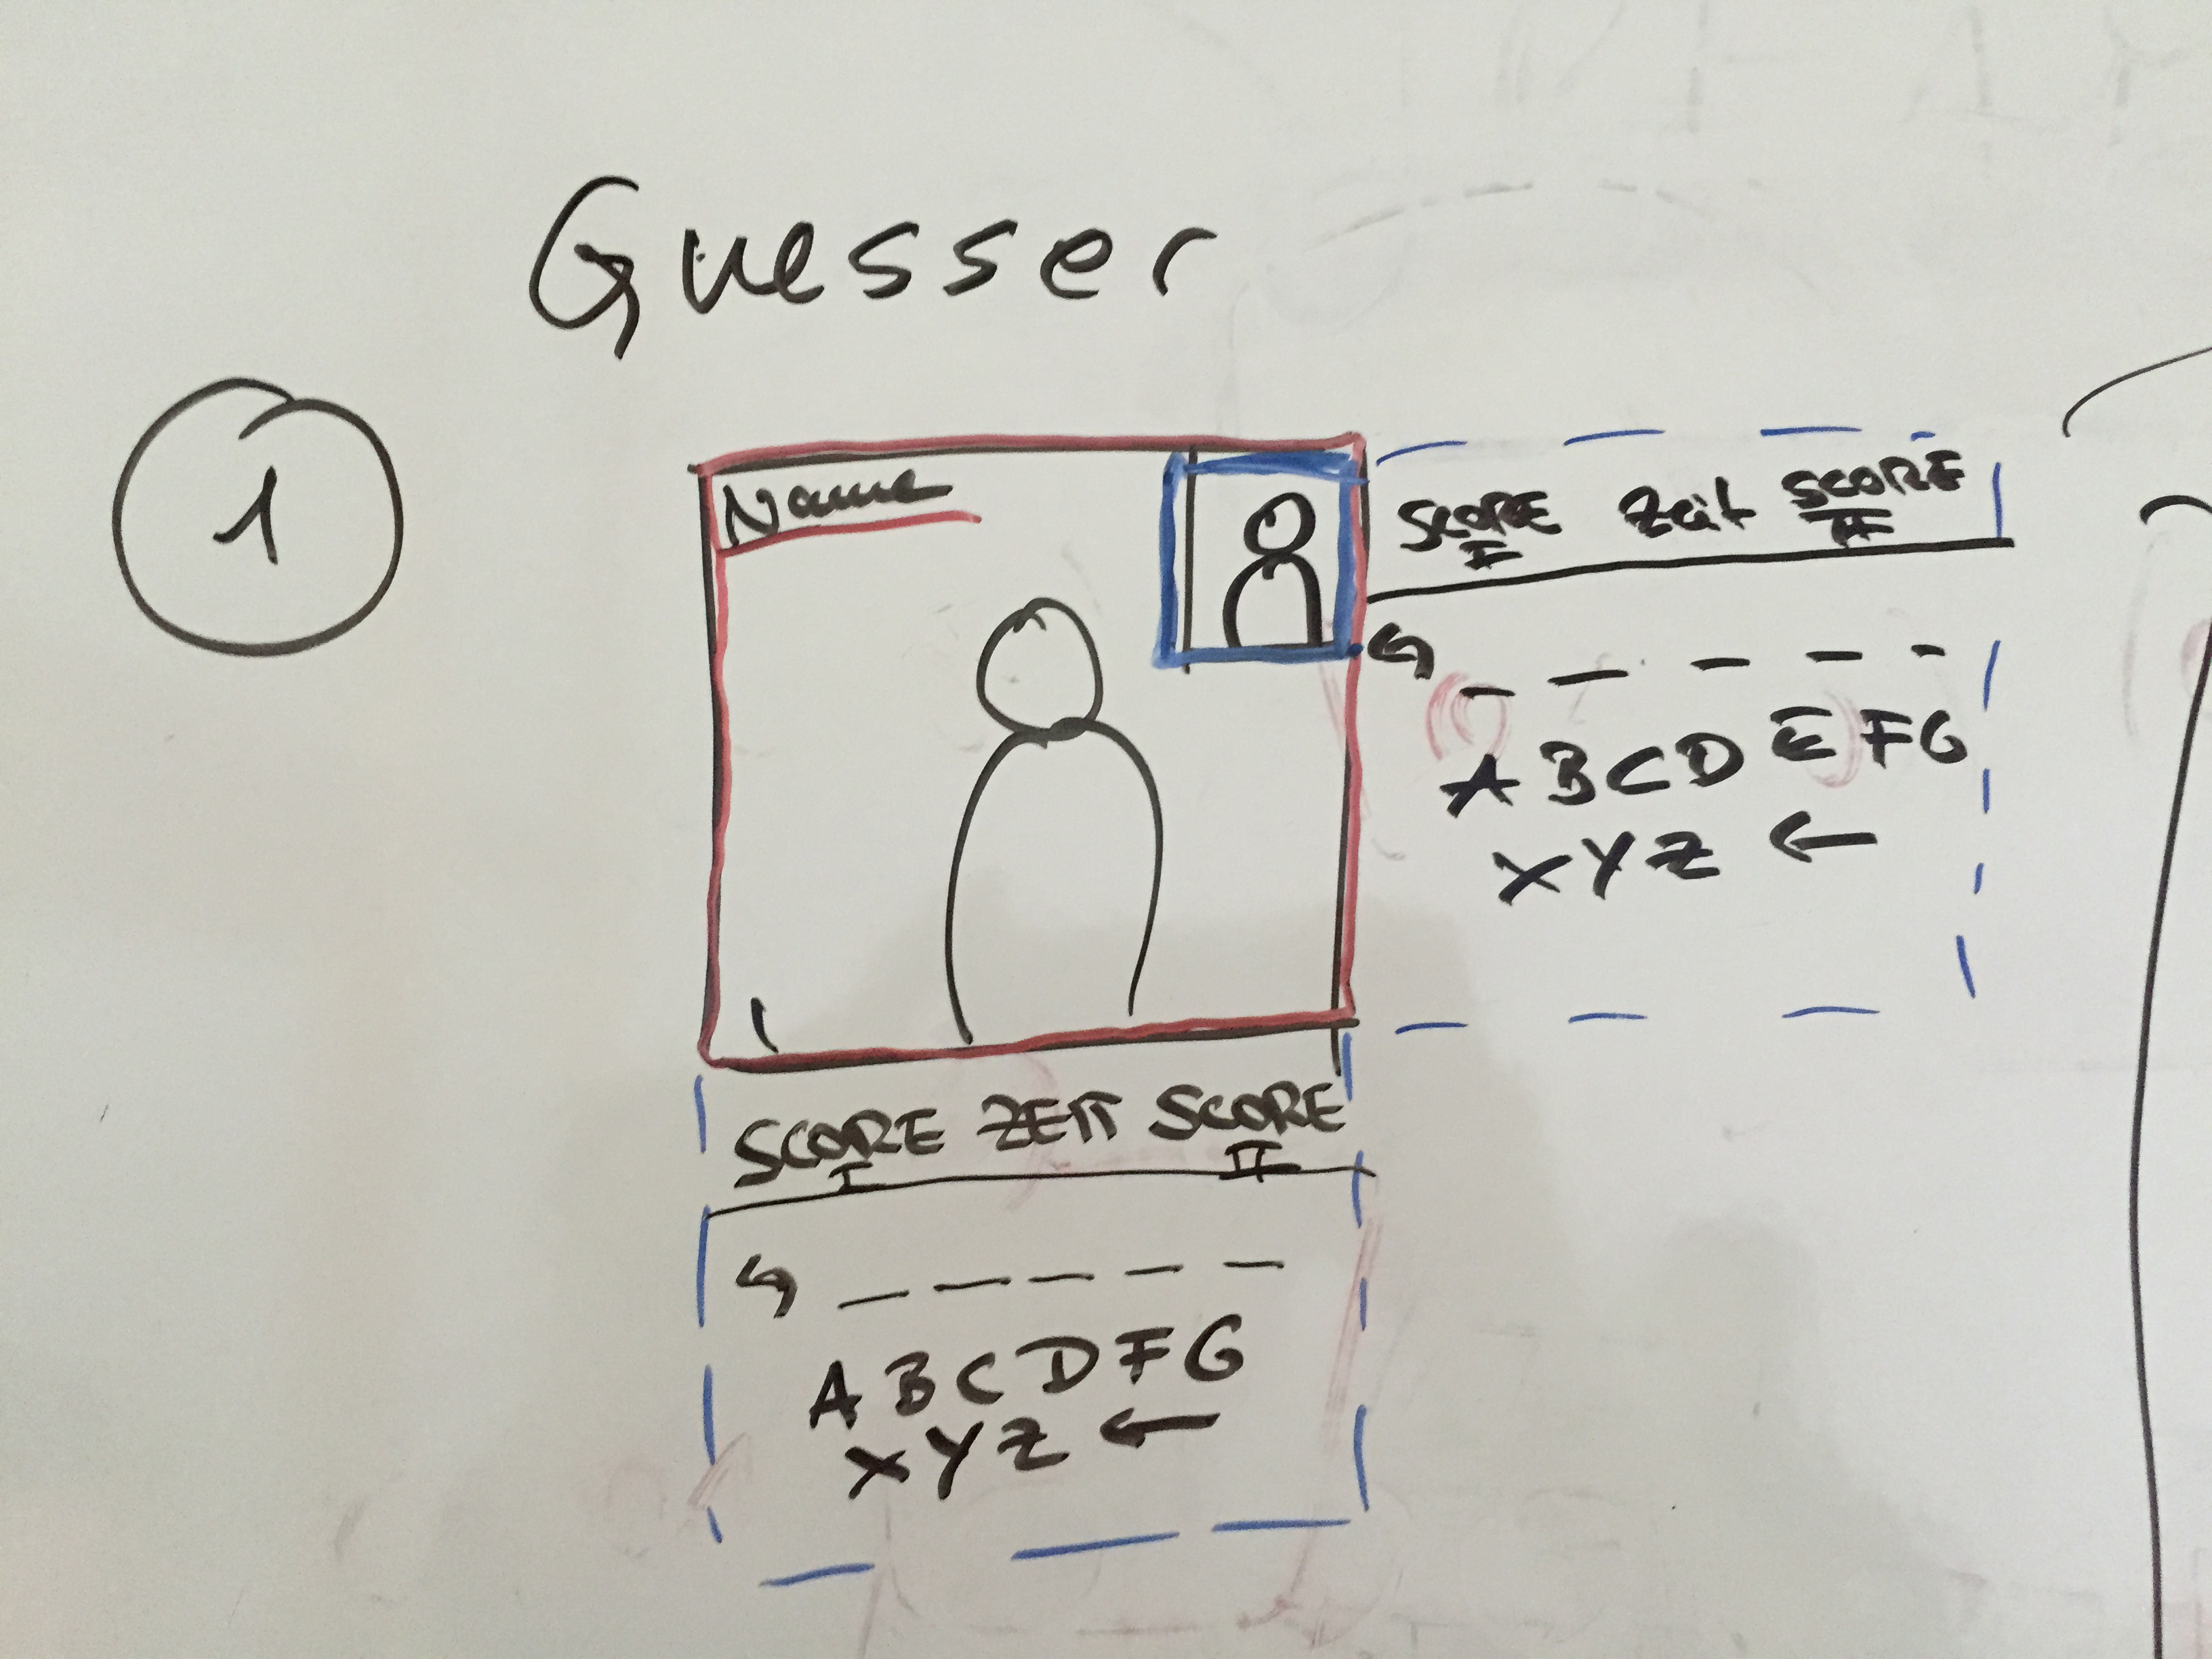 Guesser
1
Name
SCORE Zeit SCORE
I II
_ _ _ _ _
A B C D E F G
X Y Z ←
SCORE ZEIT SCORE
I II
_ _ _ _ _
A B C D F G
X Y Z ←